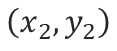 (x₂, y₂)